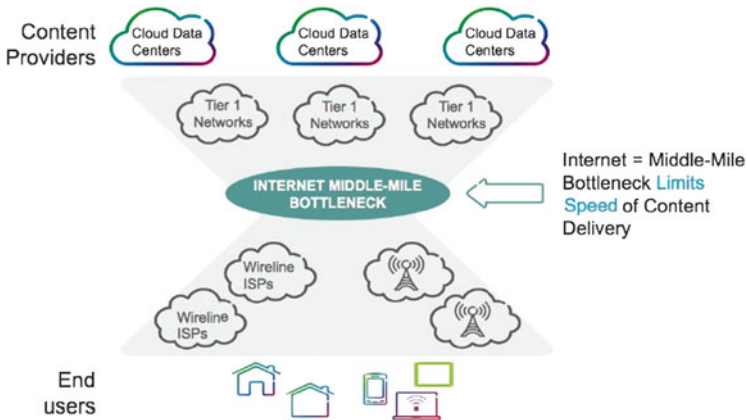 Content
Providers
Cloud Data
Centers
Cloud Data
Centers
Cloud Data
Centers
Tier 1
Networks
Tier 1
Networks
Tier 1
Networks
INTERNET MIDDLE-MILE
BOTTLENECK
Internet = Middle-Mile
Bottleneck Limits
Speed of Content
Delivery
Wireline
ISPs
Wireline
ISPs
End
users